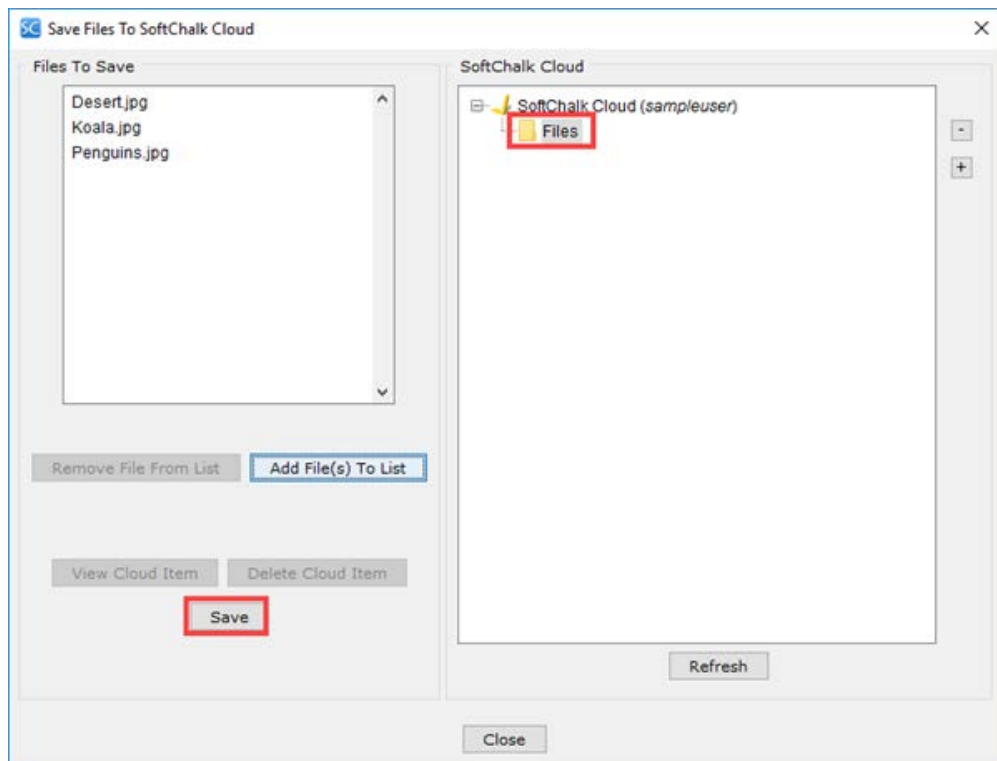 SC Save Files To SoftChalk Cloud
Files To Save
Desert.jpg
Koala.jpg
Penguins.jpg
Remove File From List
Add File(s) To List
View Cloud Item
Delete Cloud Item
Save
SoftChalk Cloud
SoftChalk Cloud (sampleuser)
Files
-
+
Refresh
Close